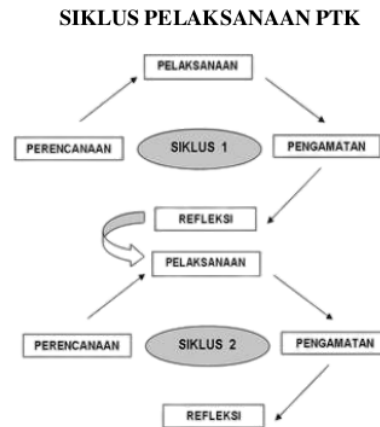 SIKLUS PELAKSANAAN PTK
PELAKSANAAN
PERENCANAAN
SIKLUS 1
PENGAMATAN
REFLEKSI
PELAKSANAAN
PERENCANAAN
SIKLUS 2
PENGAMATAN
REFLEKSI